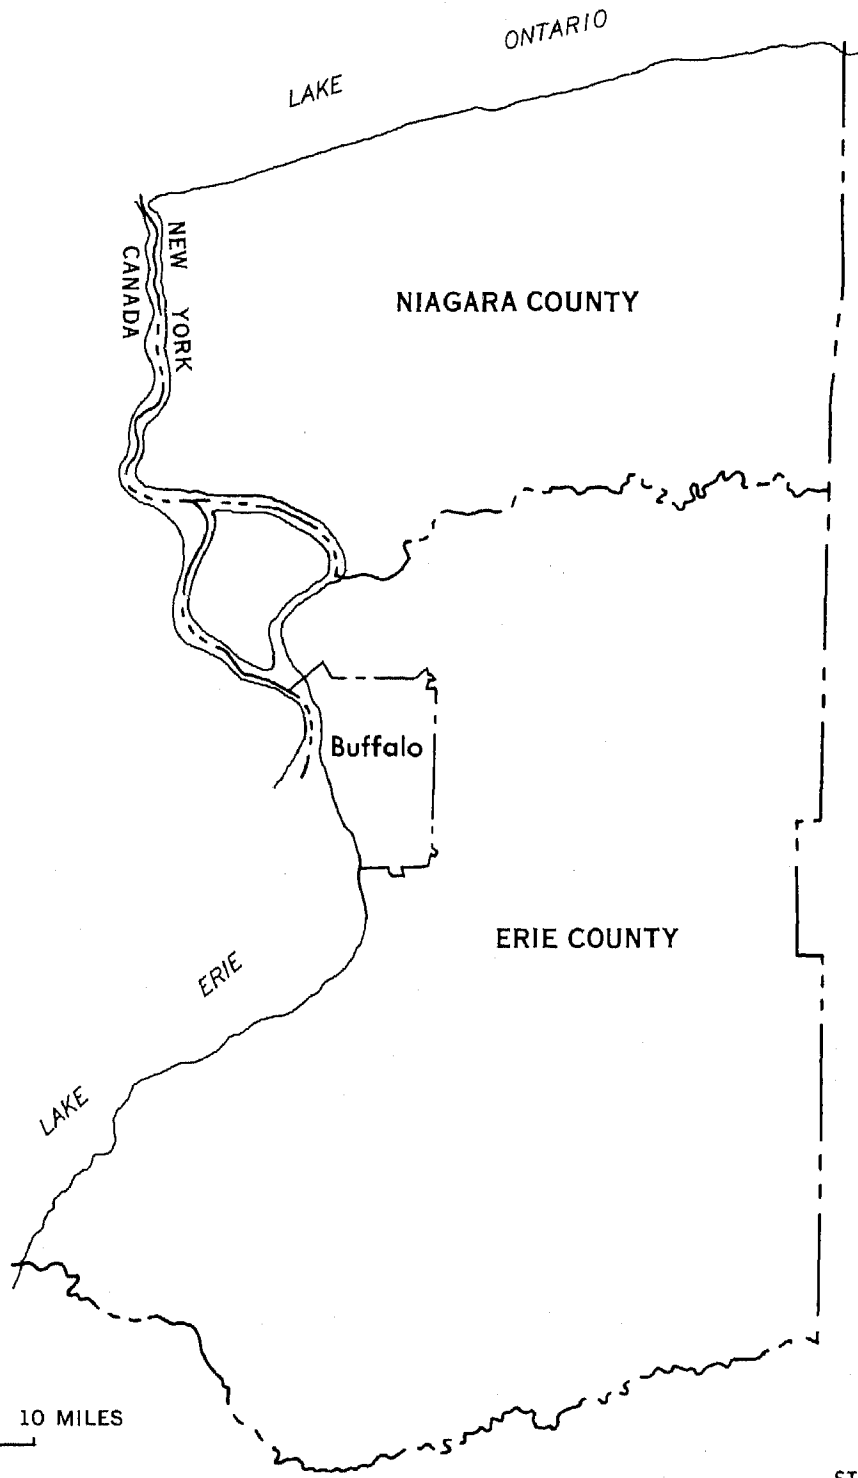 LAKE ONTARIO
NEW YORK
CANADA
NIAGARA COUNTY
Buffalo
ERIE COUNTY
LAKE ERIE
10 MILES